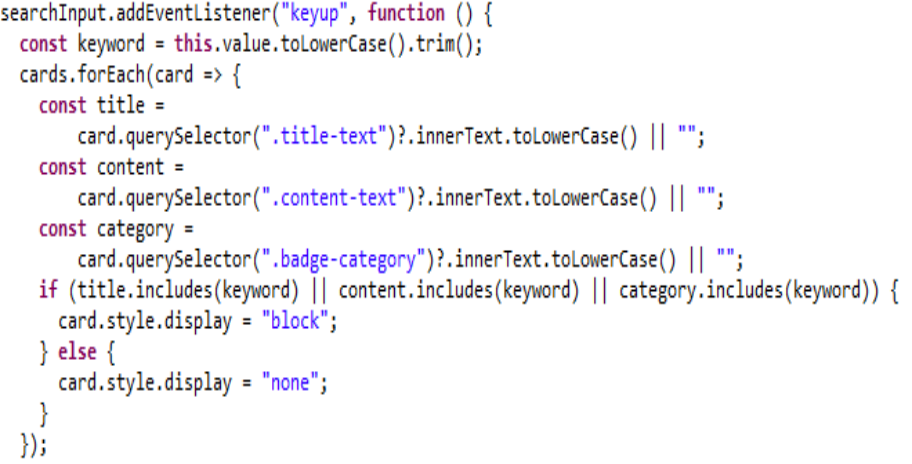 searchInput.addEventListener("keyup", function () {
const keyword = this.value.toLowerCase().trim();
cards.forEach(card => {
const title =
card.querySelector(".title-text")?.innerText.toLowerCase() || "";
const content =
card.querySelector(".content-text")?.innerText.toLowerCase() || "";
const category =
card.querySelector(".badge-category")?.innerText.toLowerCase() || "";
if (title.includes(keyword) || content.includes(keyword) || category.includes(keyword)) {
card.style.display = "block";
} else {
card.style.display = "none";
}
});